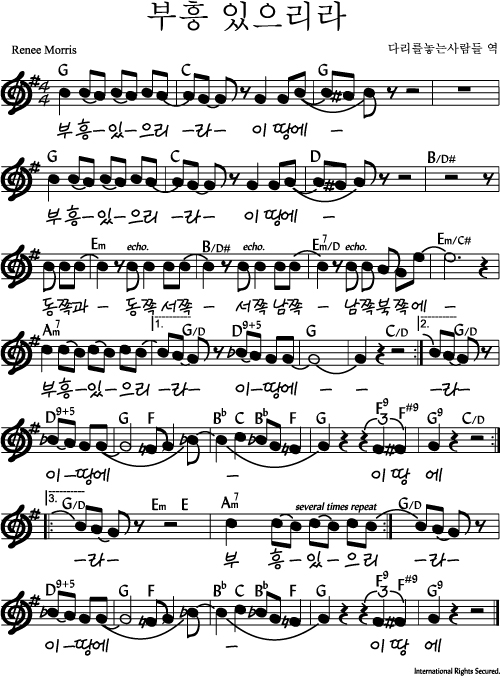 부흥 있으리라
Renee Morris
다리를놓는사람들 역
G C
부흥-있-으리 -라- 이 땅에 -
G C D B/D#
부흥-있-으리 -라- 이 땅에 -
Em echo. B/D# echo. Em7/D echo. Em/C#
동쪽과 - 동쪽 서쪽 - 서쪽 남쪽 - 남쪽북쪽에 -
Am7 1. G/D D9+5 G C/D 2. G/D
부흥-있-으리 -라- 이-땅에 - - -라-
D9+5 G F Bb C Bb F G F9 3 F#9 G9 C/D
이-땅에 - 이 땅 에
3. G/D Em E Am7 several times repeat G/D
-라- 부 흥-있-으리 -라-
D9+5 G F Bb C Bb F G F9 3 F#9 G9
이-땅에 - 이 땅 에
International Rights Secured.